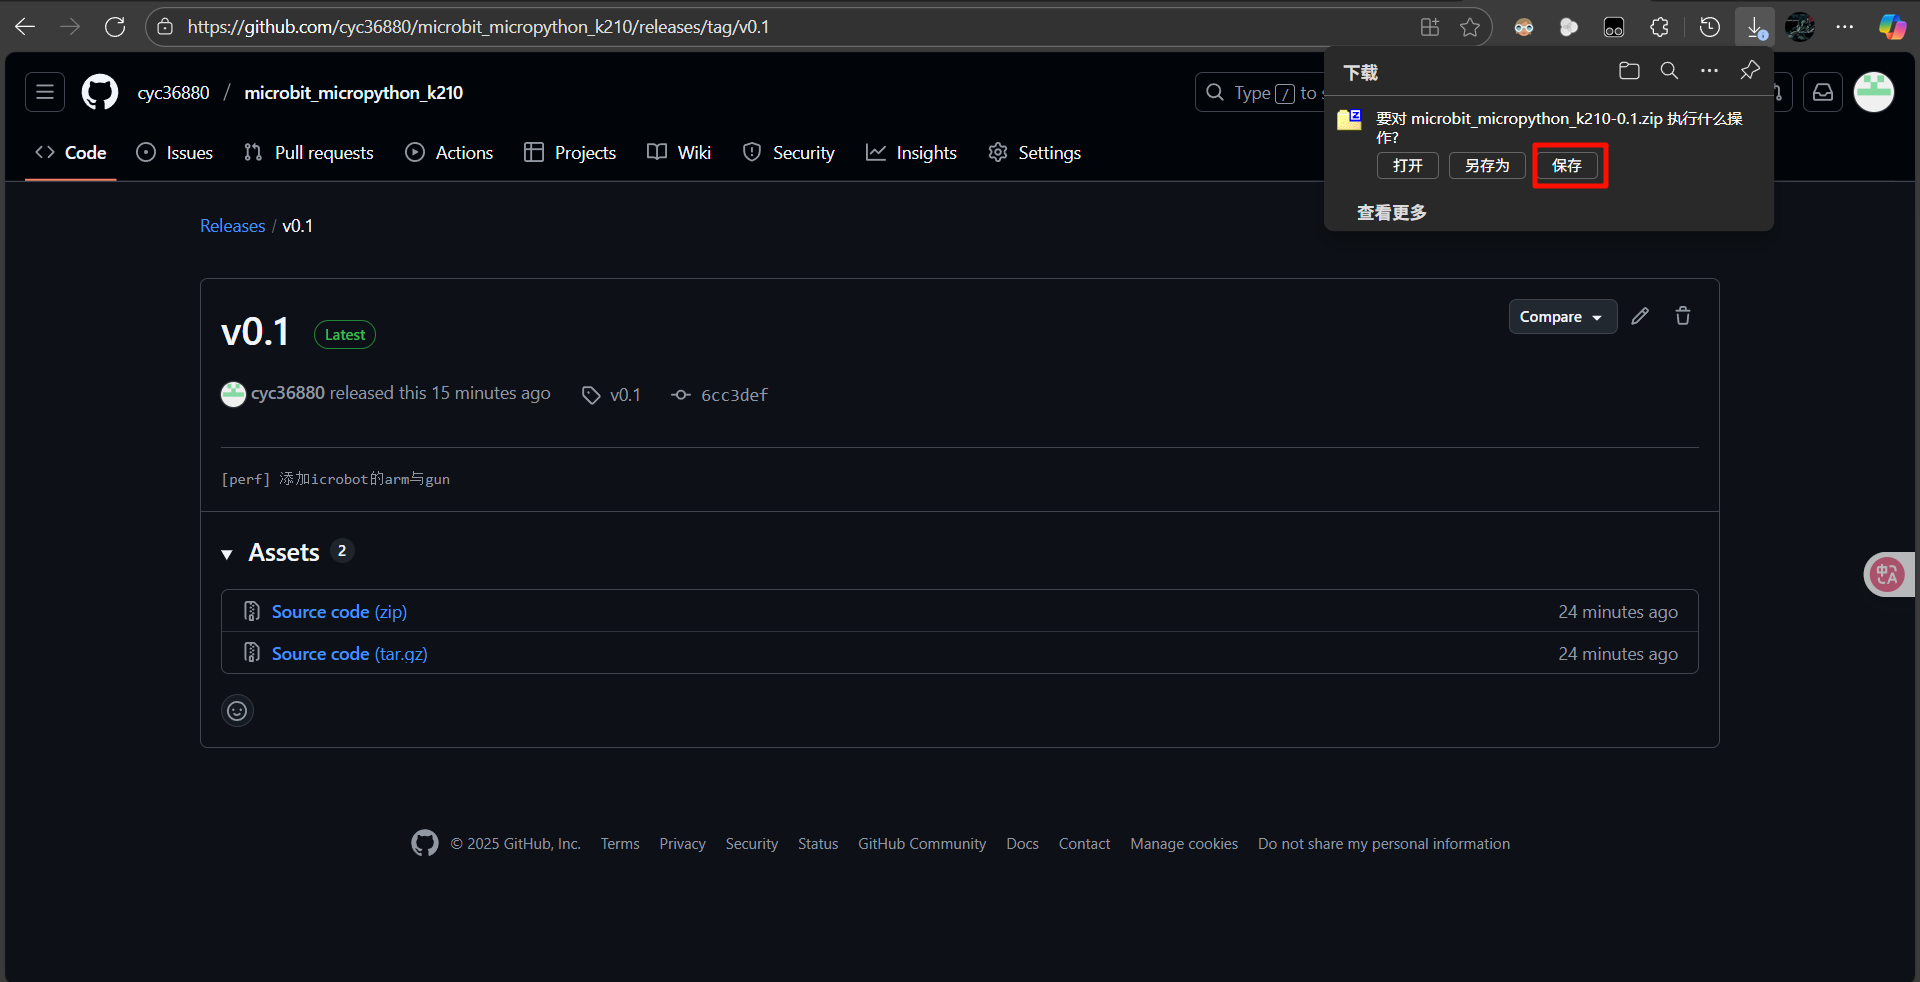 https://github.com/cyc36880/microbit_micropython_k210/releases/tag/v0.1
cyc36880 / microbit_micropython_k210
Type / to s
下载
要对 microbit_micropython_k210-0.1.zip 执行什么操
作?
打开 另存为 保存
查看更多
Code Issues Pull requests Actions Projects Wiki Security Insights Settings
Releases / v0.1
v0.1 Latest
Compare
cyc36880 released this 15 minutes ago v0.1 6cc3def
[perf] 添加icrobot的arm与gun
Assets 2
Source code (zip) 24 minutes ago
Source code (tar.gz) 24 minutes ago
© 2025 GitHub, Inc. Terms Privacy Security Status GitHub Community Docs Contact Manage cookies Do not share my personal information